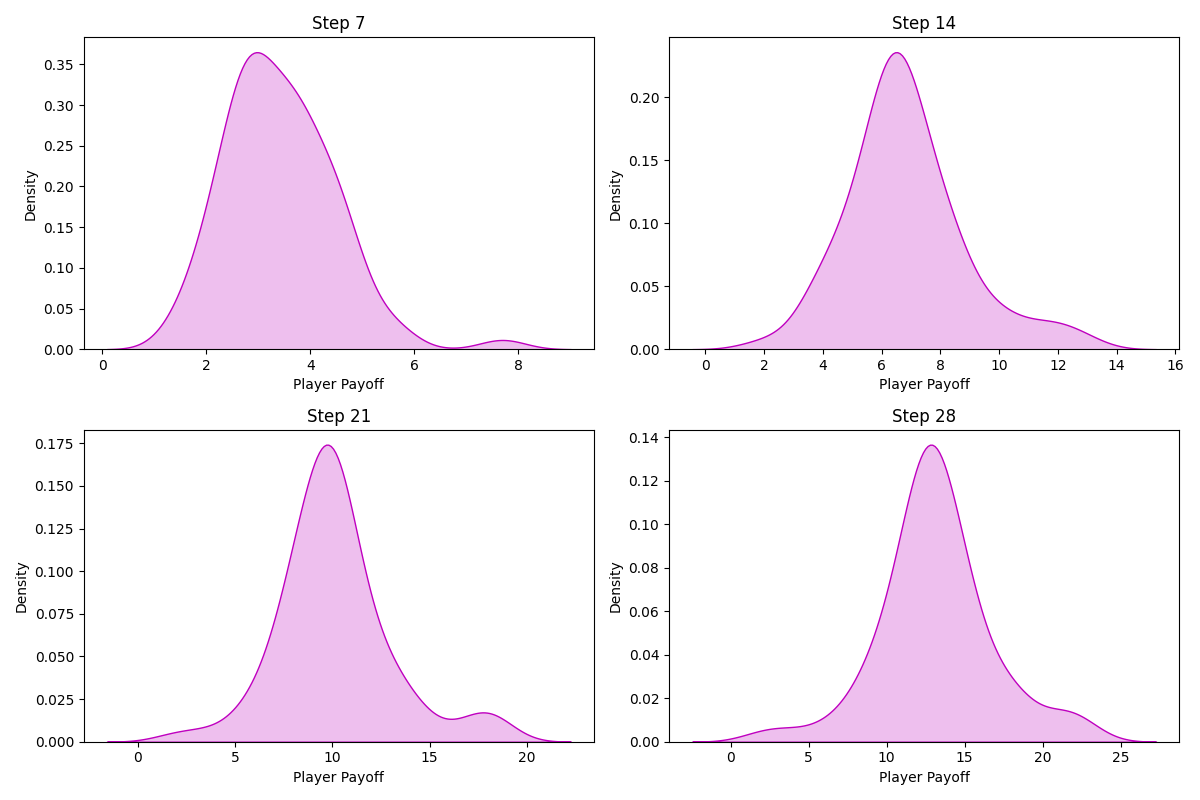 Step 7
0.35
0.30
0.25
0.20
0.15
0.10
0.05
0.00
Density
0 2 4 6 8
Player Payoff
Step 14
0.20
0.15
0.10
0.05
0.00
Density
0 2 4 6 8 10 12 14 16
Player Payoff
Step 21
0.175
0.150
0.125
0.100
0.075
0.050
0.025
0.000
Density
0 5 10 15 20
Player Payoff
Step 28
0.14
0.12
0.10
0.08
0.06
0.04
0.02
0.00
Density
0 5 10 15 20 25
Player Payoff